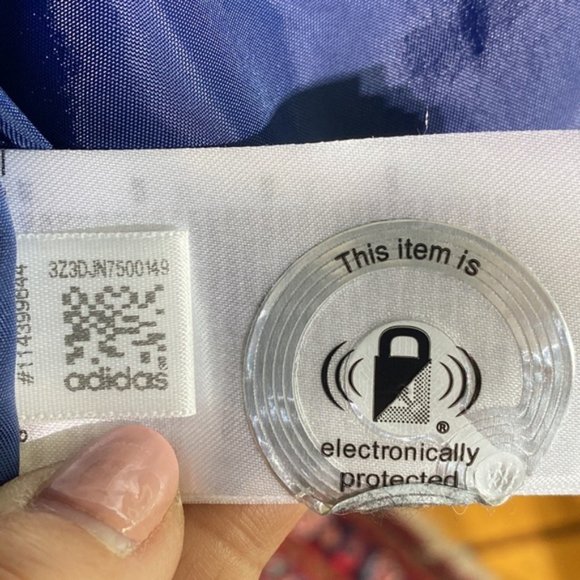 3Z3DJN7500149
adidas
#114399644
This item is
®
electronically
protected